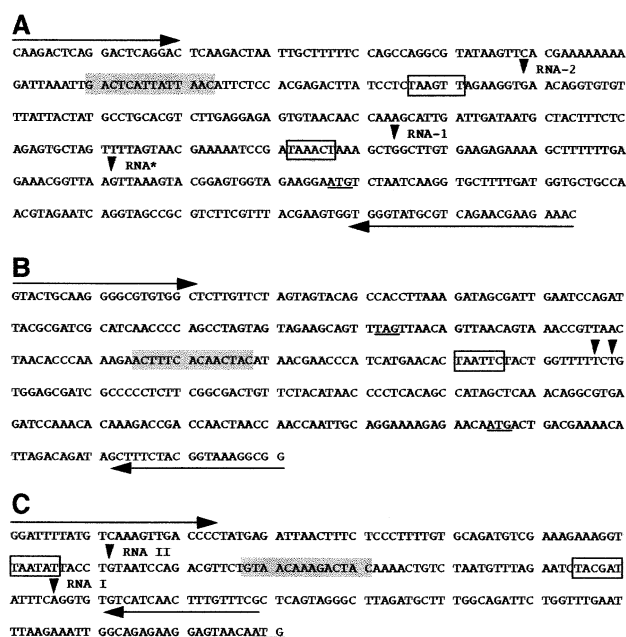 A
CAAGACTCAG GACTCAGGAC TCAAGACTAA TTGCTTTTTC CAGCCAGGCG TATAAGTTCA CGAAAAAAAA
RNA-2
GATTAAATTG ACTCATTATT AACATTCTCC ACGAGACTTA TCCTCTAAGT TAGAAGGTGA ACAGGTGTGT
TTATTACTAT GCCTGCACGT CTTGAGGAGA GTGTAACAAC CAAAGCATTG ATTGATAATG CTACTTTCTC
RNA-1
AGAGTGCTAG TTTTAGTAAC GAAAAATCCG ATAAACTAAA GCTGGCTTGT GAAGAGAAAA GCTTTTTTGA
RNA*
GAAACGGTTA AGTTAAAGTA CGGAGTGGTA GAAGGAATGT CTAATCAAGG TGCTTTTGAT GGTGCTGCCA
ACGTAGAATC AGGTAGCCGC GTCTTCGTTT ACGAAGTGGT GGGTATGCGT CAGAACGAAG AAAC
B
GTACTGCAAG GGGCGTGTGG CTCTTGTTCT AGTAGTACAG CCACCTTAAA GATAGCGATT GAATCCAGAT
TACGCGATCG CATCAACCCC AGCCTAGTAG TAGAAGCAGT TTAGTTAACA GTTAACAGTA AACCGTTAAC
TAACACCCAA AAGAACTTTC ACAACTACAT AACGAACCCA TCATGAACAC TAATTCTACT GGTTTTTCTG
TGGAGCGATC GCCCCCTCTT CGGCGACTGT TCTACATAAC CCCTCACAGC CATAGCTCAA ACAGGCGTGA
GATCCAAACA CAAAGACCGA CCAACTAACC AACCAATTGC AGGAAAAGAG AACAATGACT GACGAAAACA
TTAGACAGAT AGCTTTCTAC GGTAAAGGCG G
C
GGATTTTATG TCAAAGTTGA CCCCTATGAG ATTAACTTTC TCCCTTTTGT GCAGATGTCG AAAGAAAGGT
RNA II
TAATATTACC TGTAATCCAG ACGTTCTGTA ACAAAGACTA CAAAACTGTC TAATGTTTAG AATCTACGAT
RNA I
ATTTCAGGTG TGTCATCAAC TTTGTTTCGC TCAGTAGGGC TTAGATGCTT TGGCAGATTC TGGTTTGAAT
TTAAGAAATT GGCAGAGAAG GAGTAACAAT G